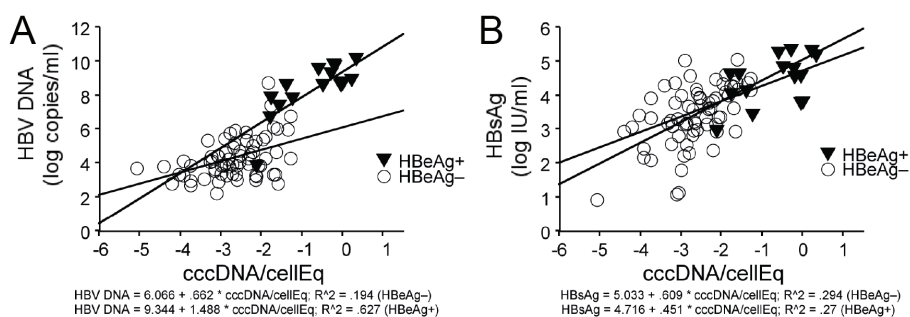 A
HBV DNA
(log copies/ml)
12
10
8
6
4
2
0
-6 -5 -4 -3 -2 -1 0 1
cccDNA/cellEq
HBeAg+
HBeAg–
HBV DNA = 6.066 + .662 * cccDNA/cellEq; R^2 = .194 (HBeAg–)
HBV DNA = 9.344 + 1.488 * cccDNA/cellEq; R^2 = .627 (HBeAg+)
B
HBsAg
(log IU/ml)
6
5
4
3
2
1
0
-6 -5 -4 -3 -2 -1 0 1
cccDNA/cellEq
HBeAg+
HBeAg–
HBsAg = 5.033 + .609 * cccDNA/cellEq; R^2 = .294 (HBeAg–)
HBsAg = 4.716 + .451 * cccDNA/cellEq; R^2 = .27 (HBeAg+)